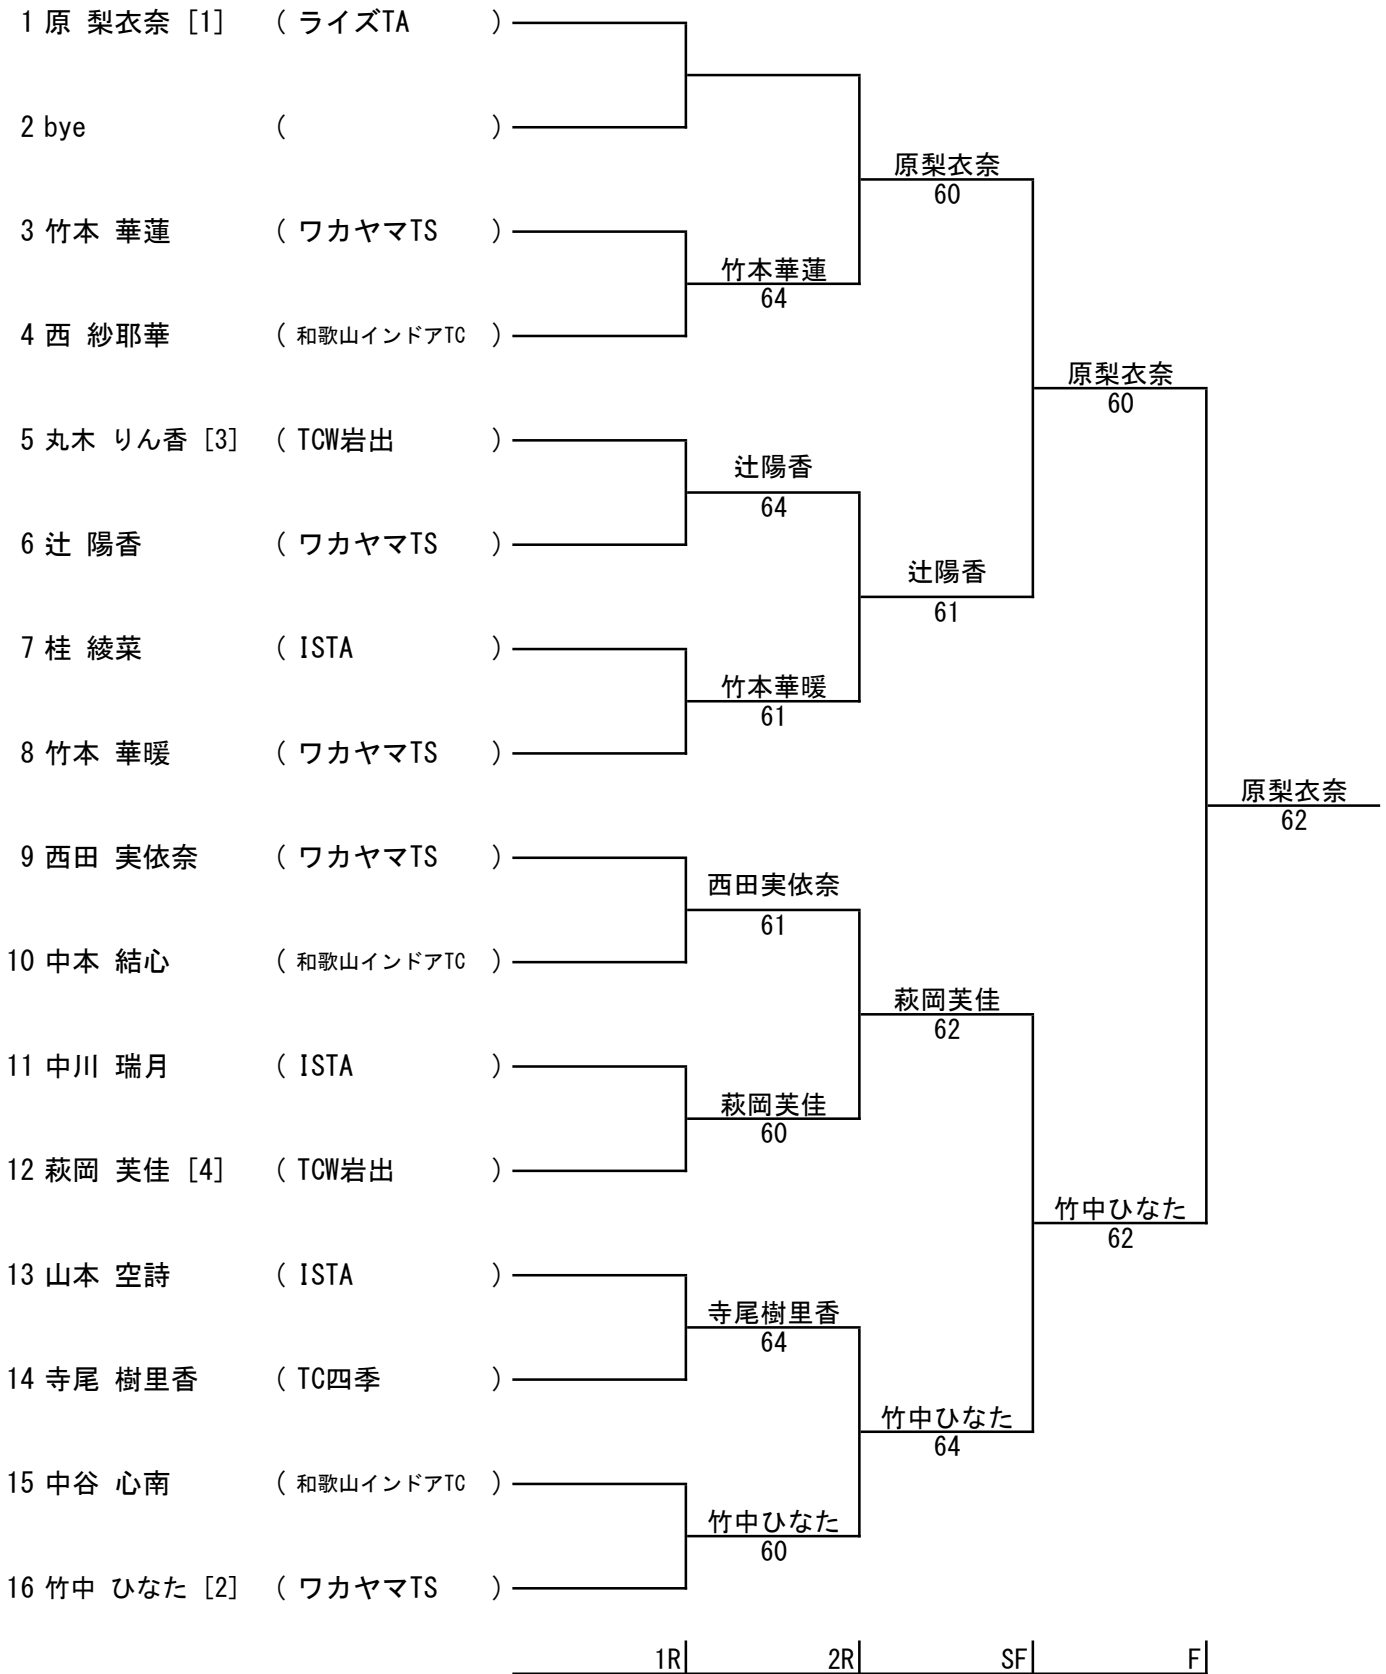 1 原 梨衣奈 [1] ( ライズTA )
2 bye ( )
原梨衣奈
60
3 竹本 華蓮 ( ワカヤマTS )
竹本華蓮
64
4 西 紗耶華 ( 和歌山インドアTC )
原梨衣奈
60
5 丸木 りん香 [3] ( TCW岩出 )
辻陽香
64
6 辻 陽香 ( ワカヤマTS )
辻陽香
61
7 桂 綾菜 ( ISTA )
竹本華暖
61
8 竹本 華暖 ( ワカヤマTS )
原梨衣奈
62
9 西田 実依奈 ( ワカヤマTS )
西田実依奈
61
10 中本 結心 ( 和歌山インドアTC )
萩岡芙佳
62
11 中川 瑞月 ( ISTA )
萩岡芙佳
60
12 萩岡 芙佳 [4] ( TCW岩出 )
竹中ひなた
62
13 山本 空詩 ( ISTA )
寺尾樹里香
64
14 寺尾 樹里香 ( TC四季 )
竹中ひなた
64
15 中谷 心南 ( 和歌山インドアTC )
竹中ひなた
60
16 竹中 ひなた [2] ( ワカヤマTS )
1R 2R SF F